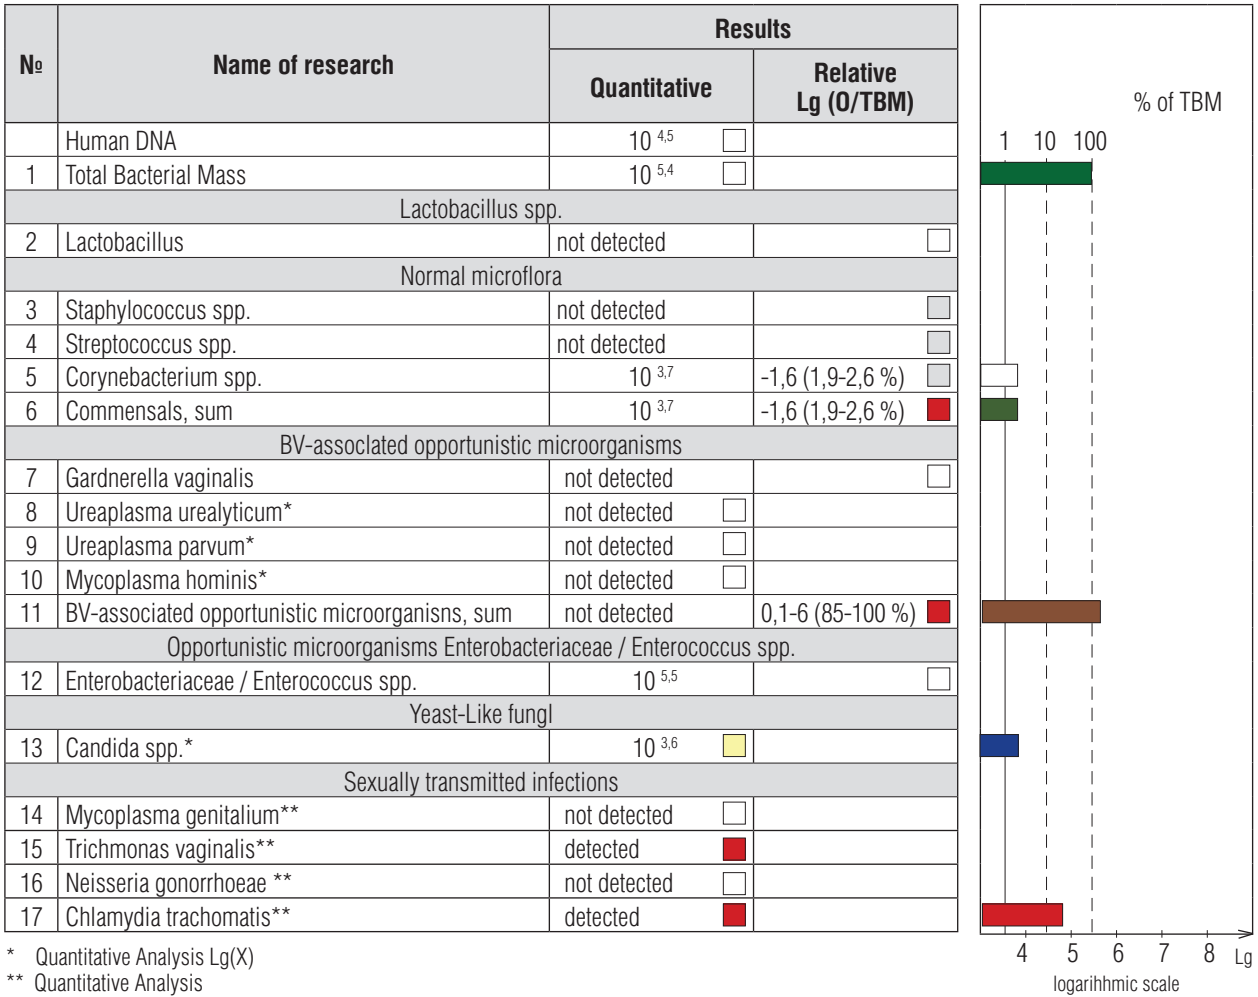 № Name of research Results
Quantitative Relative Lg (O/TBM)
% of TBM
Human DNA 10 4,5
1 10 100
1 Total Bacterial Mass 10 5,4
Lactobacillus spp.
2 Lactobacillus not detected
Normal microflora
3 Staphylococcus spp. not detected
4 Streptococcus spp. not detected
5 Corynebacterium spp. 10 3,7 -1,6 (1,9-2,6 %)
6 Commensals, sum 10 3,7 -1,6 (1,9-2,6 %)
BV-assoclated opportunistic microorganisms
7 Gardnerella vaginalis not detected
8 Ureaplasma urealyticum* not detected
9 Ureaplasma parvum* not detected
10 Mycoplasma hominis* not detected
11 BV-associated opportunistic microorganisns, sum not detected 0,1-6 (85-100 %)
Opportunistic microorganisms Enterobacteriaceae / Enterococcus spp.
12 Enterobacteriaceae / Enterococcus spp. 10 5,5
Yeast-Like fungl
13 Candida spp.* 10 3,6
Sexually transmitted infections
14 Mycoplasma genitalium** not detected
15 Trichmonas vaginalis** detected
16 Neisseria gonorrhoeae ** not detected
17 Chlamydia trachomatis** detected
* Quantitative Analysis Lg(X)
** Quantitative Analysis
4 5 6 7 8 Lg
logarihhmic scale